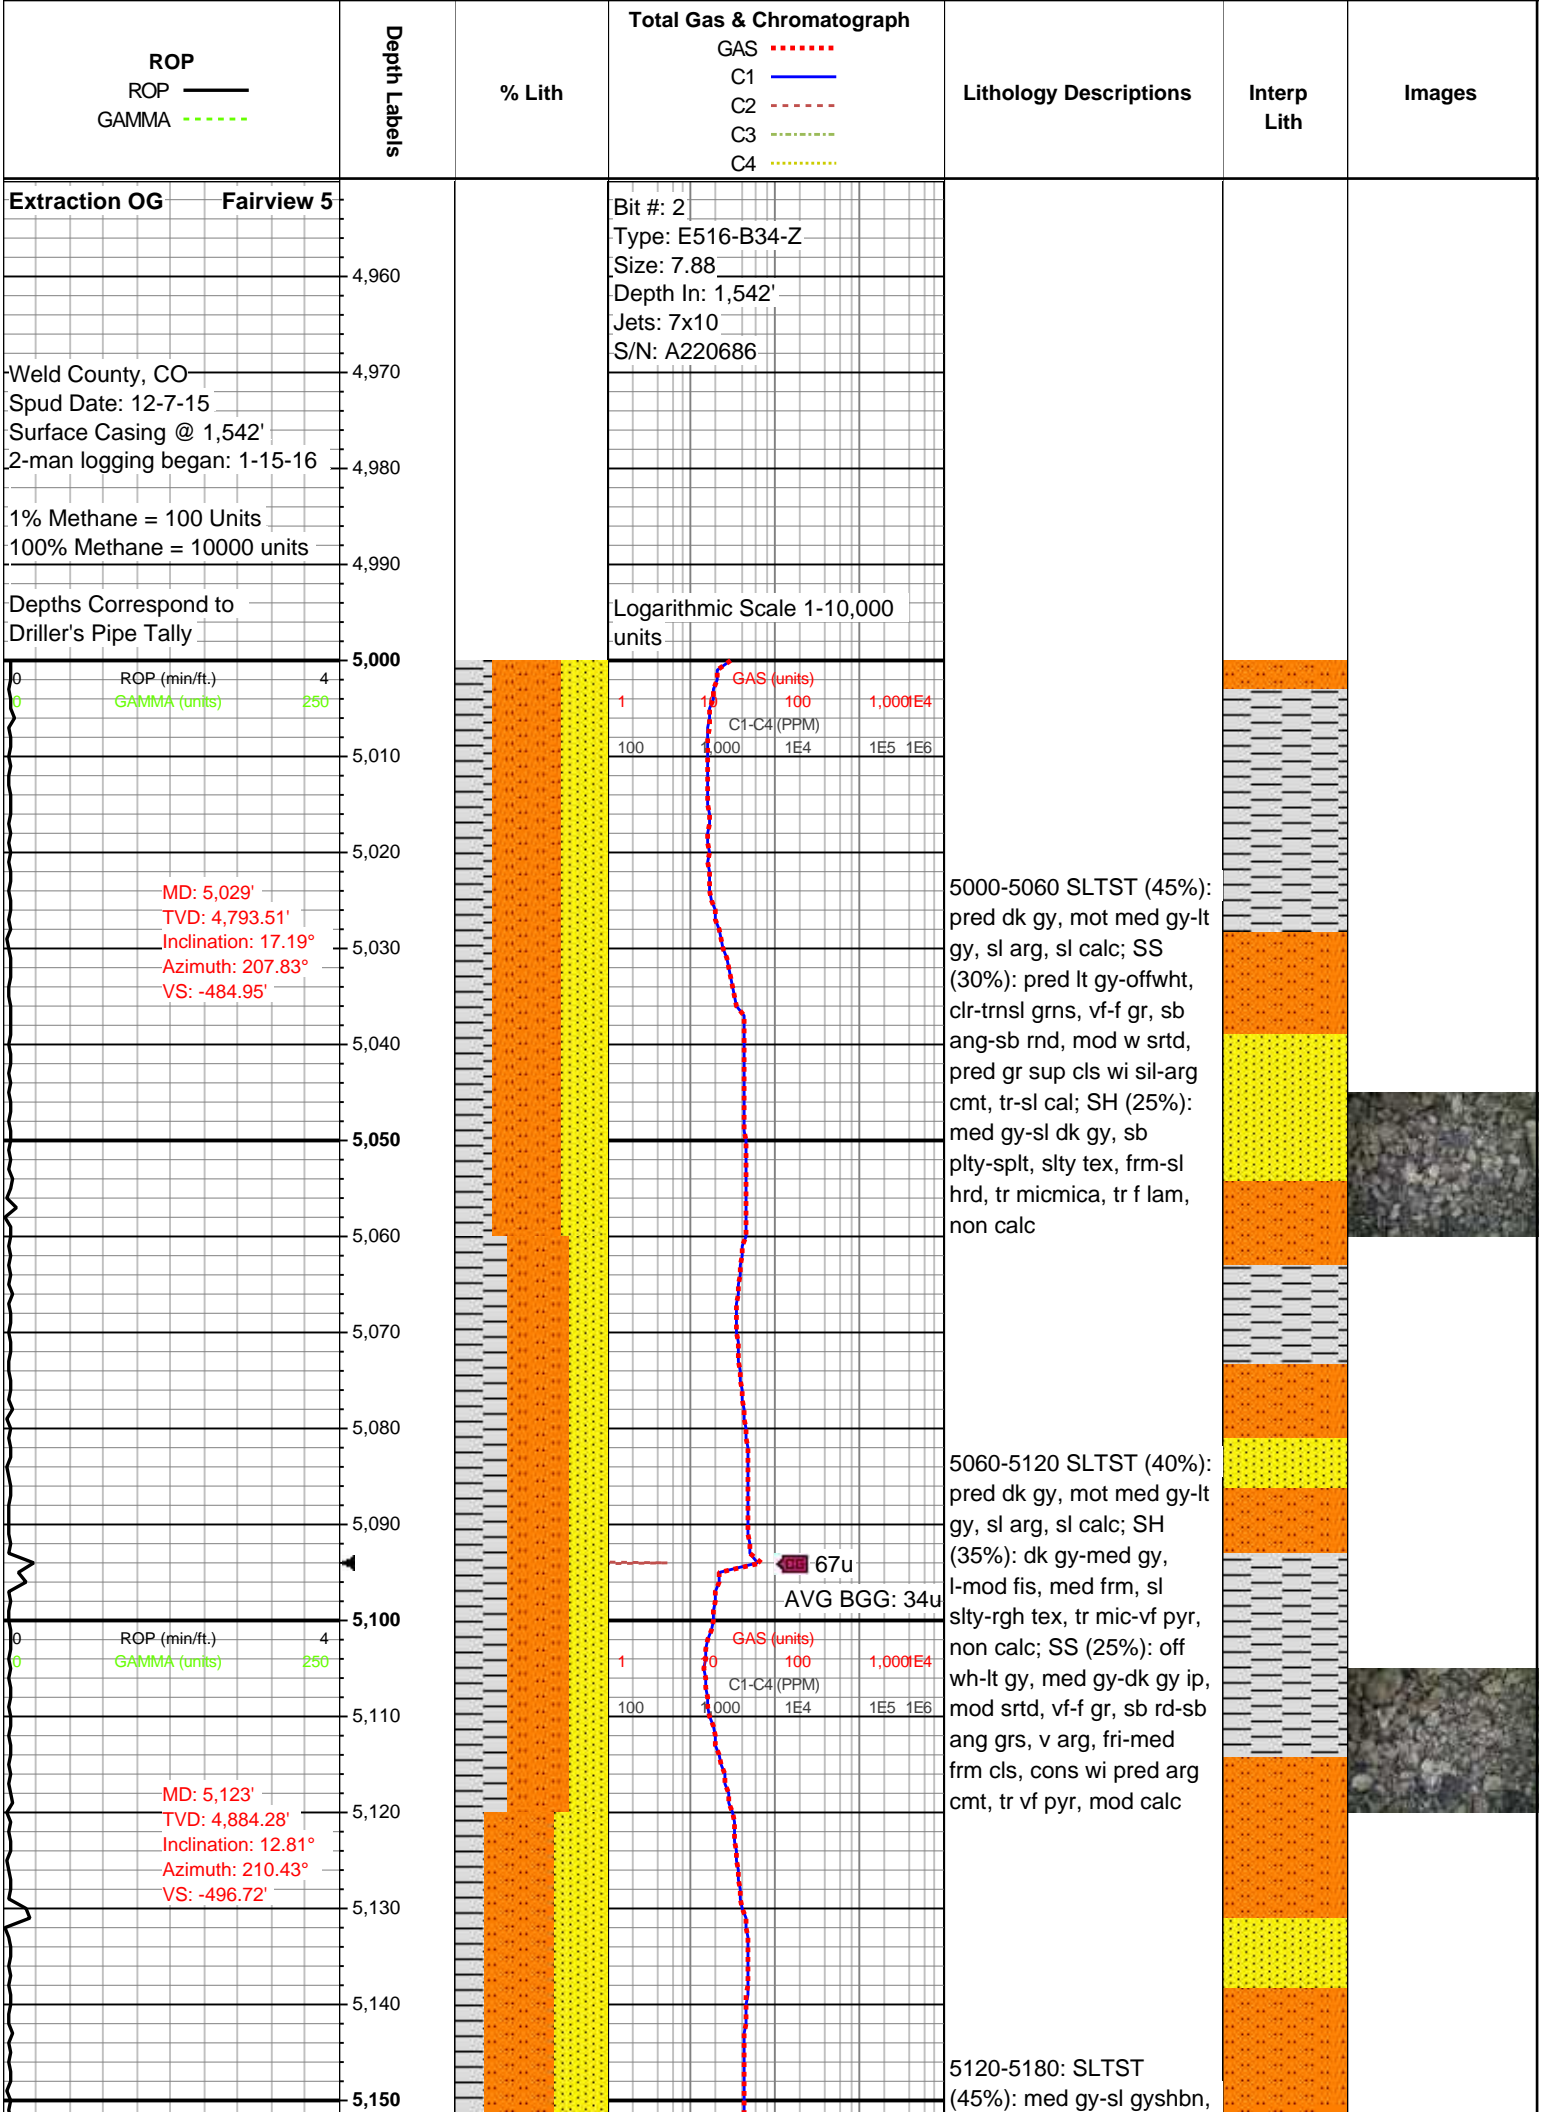 ROP
ROP
GAMMA
Depth Labels
% Lith
Total Gas & Chromatograph
GAS
C1
C2
C3
C4
Lithology Descriptions
Interp
Lith
Images
Extraction OG Fairview 5
Weld County, CO
Spud Date: 12-7-15
Surface Casing @ 1,542'
2-man logging began: 1-15-16
1% Methane = 100 Units
100% Methane = 10000 units
Depths Correspond to
Driller's Pipe Tally
Bit #: 2
Type: E516-B34-Z
Size: 7.88
Depth In: 1,542'
Jets: 7x10
S/N: A220686
Logarithmic Scale 1-10,000
units
4,960
4,970
4,980
4,990
5,000
0 ROP (min/ft.) 4
0 GAMMA (units) 250
GAS (units)
1 10 100 1,000 1E4
C1-C4 (PPM)
100 1,000 1E4 1E5 1E6
5,010
5,020
MD: 5,029'
TVD: 4,793.51'
Inclination: 17.19°
Azimuth: 207.83°
VS: -484.95'
5,030
5,040
5,050
5,060
5000-5060 SLTST (45%):
pred dk gy, mot med gy-lt
gy, sl arg, sl calc; SS
(30%): pred lt gy-offwht,
clr-trnsl grns, vf-f gr, sb
ang-sb rnd, mod w srtd,
pred gr sup cls wi sil-arg
cmt, tr-sl cal; SH (25%):
med gy-sl dk gy, sb
plty-splt, slty tex, frm-sl
hrd, tr micmica, tr f lam,
non calc
5,070
5,080
5,090
CG 67u
AVG BGG: 34u
5,100
0 ROP (min/ft.) 4
0 GAMMA (units) 250
GAS (units)
1 10 100 1,000 1E4
C1-C4 (PPM)
100 1,000 1E4 1E5 1E6
5,110
5060-5120 SLTST (40%):
pred dk gy, mot med gy-lt
gy, sl arg, sl calc; SH
(35%): dk gy-med gy,
l-mod fis, med frm, sl
slty-rgh tex, tr mic-vf pyr,
non calc; SS (25%): off
wh-lt gy, med gy-dk gy ip,
mod srtd, vf-f gr, sb rd-sb
ang grs, v arg, fri-med
frm cls, cons wi pred arg
cmt, tr vf pyr, mod calc
MD: 5,123'
TVD: 4,884.28'
Inclination: 12.81°
Azimuth: 210.43°
VS: -496.72'
5,120
5,130
5,140
5,150
5120-5180: SLTST
(45%): med gy-sl gyshbn,